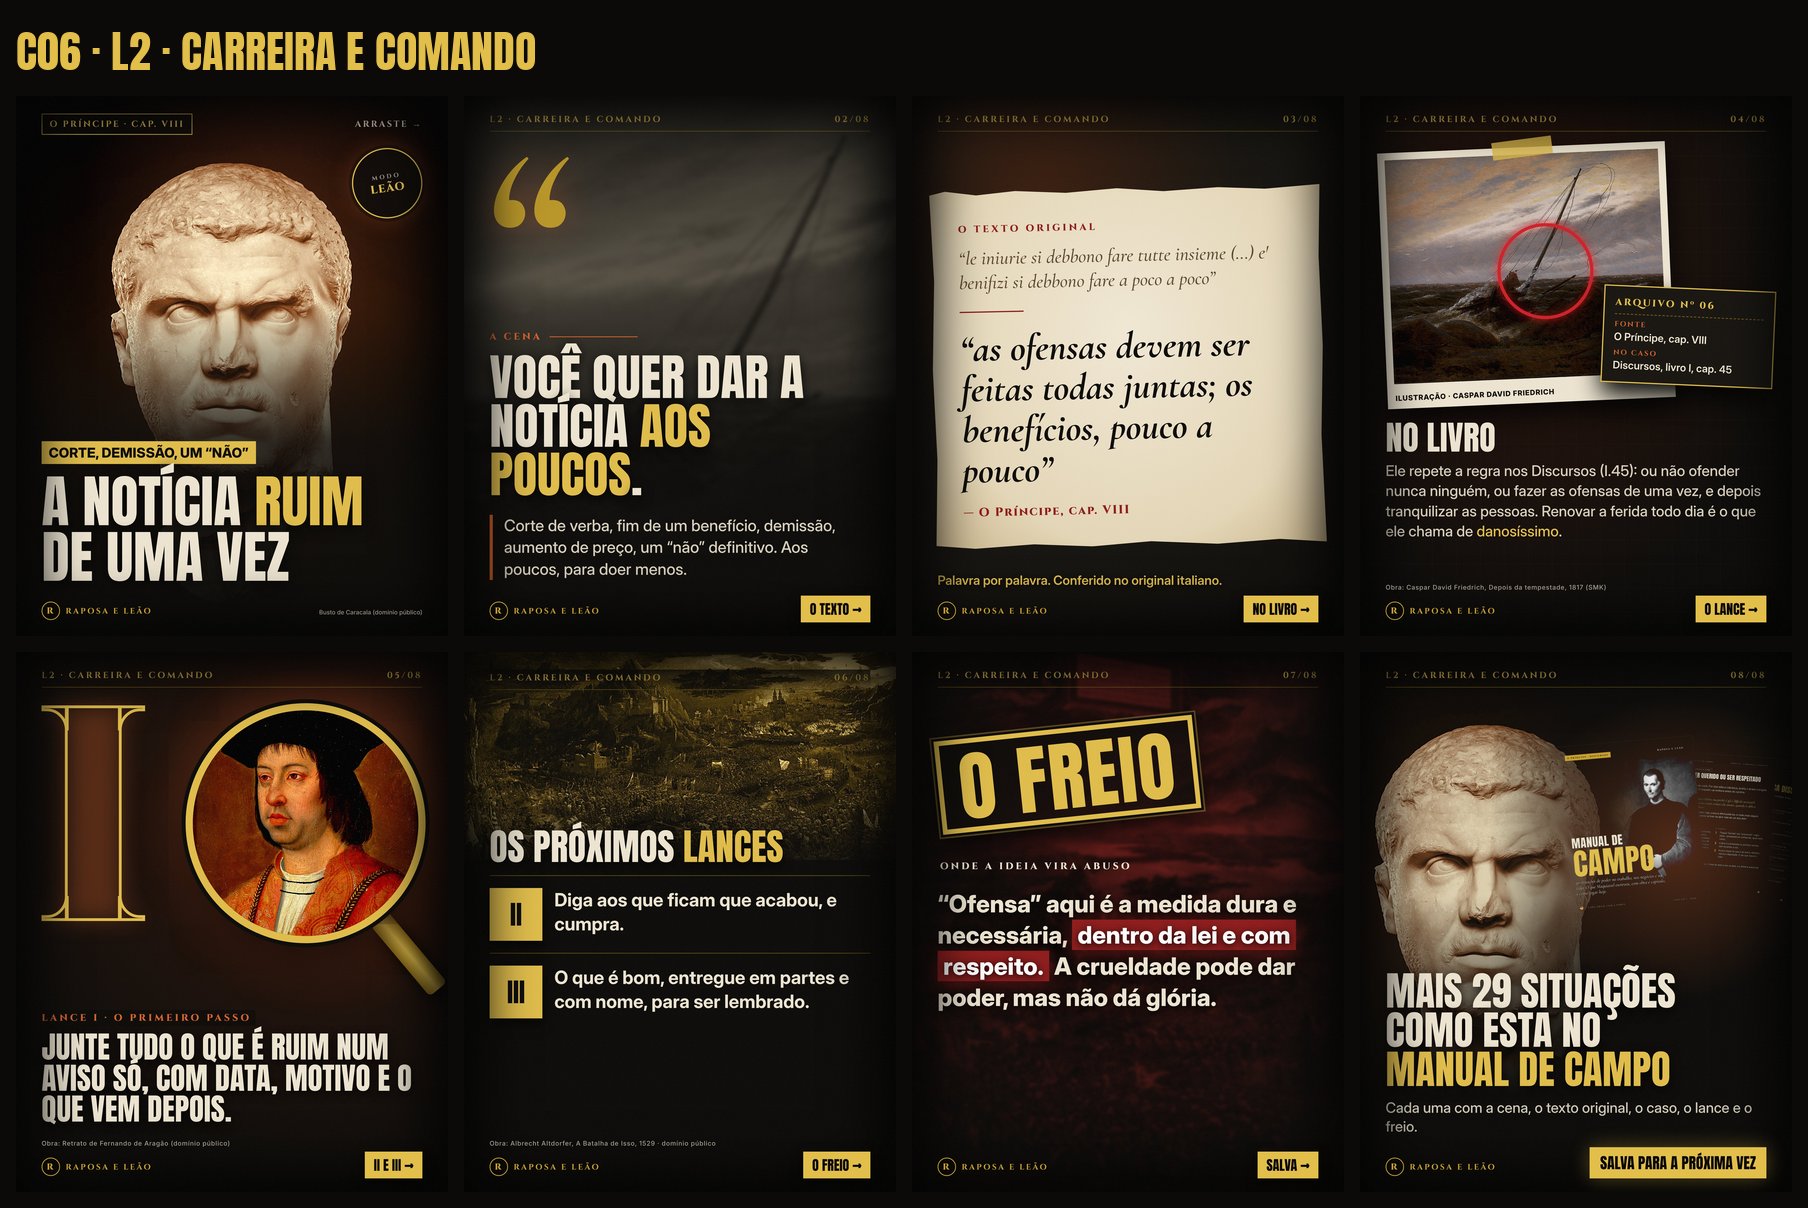 C06 · L2 · CARREIRA E COMANDO
O PRÍNCIPE · CAP. VIII
ARRASTE →
MODO
LEÃO
CORTE, DEMISSÃO, UM “NÃO”
A NOTÍCIA RUIM
DE UMA VEZ
R RAPOSA E LEÃO
Busto de Caracala (domínio público)
L2 · CARREIRA E COMANDO
02/08
“
A CENA
VOCÊ QUER DAR A
NOTÍCIA AOS
POUCOS.
Corte de verba, fim de um benefício, demissão,
aumento de preço, um “não” definitivo. Aos
poucos, para doer menos.
R RAPOSA E LEÃO
O TEXTO →
L2 · CARREIRA E COMANDO
03/08
O TEXTO ORIGINAL
“le iniurie si debbono fare tutte insieme (...) e'
benifizi si debbono fare a poco a poco”
“as ofensas devem ser
feitas todas juntas; os
benefícios, pouco a
pouco”
— O PRÍNCIPE, CAP. VIII
Palavra por palavra. Conferido no original italiano.
R RAPOSA E LEÃO
NO LIVRO →
L2 · CARREIRA E COMANDO
04/08
ARQUIVO Nº 06
FONTE
O Príncipe, cap. VIII
NO CASO
Discursos, livro I, cap. 45
ILUSTRAÇÃO · CASPAR DAVID FRIEDRICH
NO LIVRO
Ele repete a regra nos Discursos (I.45): ou não ofender
nunca ninguém, ou fazer as ofensas de uma vez, e depois
tranquilizar as pessoas. Renovar a ferida todo dia é o que
ele chama de danosíssimo.
Obra: Caspar David Friedrich, Depois da tempestade, 1817 (SMK)
R RAPOSA E LEÃO
O LANCE →
L2 · CARREIRA E COMANDO
05/08
I
LANCE I · O PRIMEIRO PASSO
JUNTE TUDO O QUE É RUIM NUM
AVISO SÓ, COM DATA, MOTIVO E O
QUE VEM DEPOIS.
Obra: Retrato de Fernando de Aragão (domínio público)
R RAPOSA E LEÃO
II E III →
L2 · CARREIRA E COMANDO
06/08
OS PRÓXIMOS LANCES
II
Diga aos que ficam que acabou, e
cumpra.
III
O que é bom, entregue em partes e
com nome, para ser lembrado.
Obra: Albrecht Altdorfer, A Batalha de Isso, 1529 · domínio público
R RAPOSA E LEÃO
O FREIO →
L2 · CARREIRA E COMANDO
07/08
O FREIO
ONDE A IDEIA VIRA ABUSO
“Ofensa” aqui é a medida dura e
necessária, dentro da lei e com
respeito. A crueldade pode dar
poder, mas não dá glória.
R RAPOSA E LEÃO
SALVA →
L2 · CARREIRA E COMANDO
08/08
MANUAL DE
CAMPO
MAIS 29 SITUAÇÕES
COMO ESTA NO
MANUAL DE CAMPO
Cada uma com a cena, o texto original, o caso, o lance e o
freio.
R RAPOSA E LEÃO
SALVA PARA A PRÓXIMA VEZ